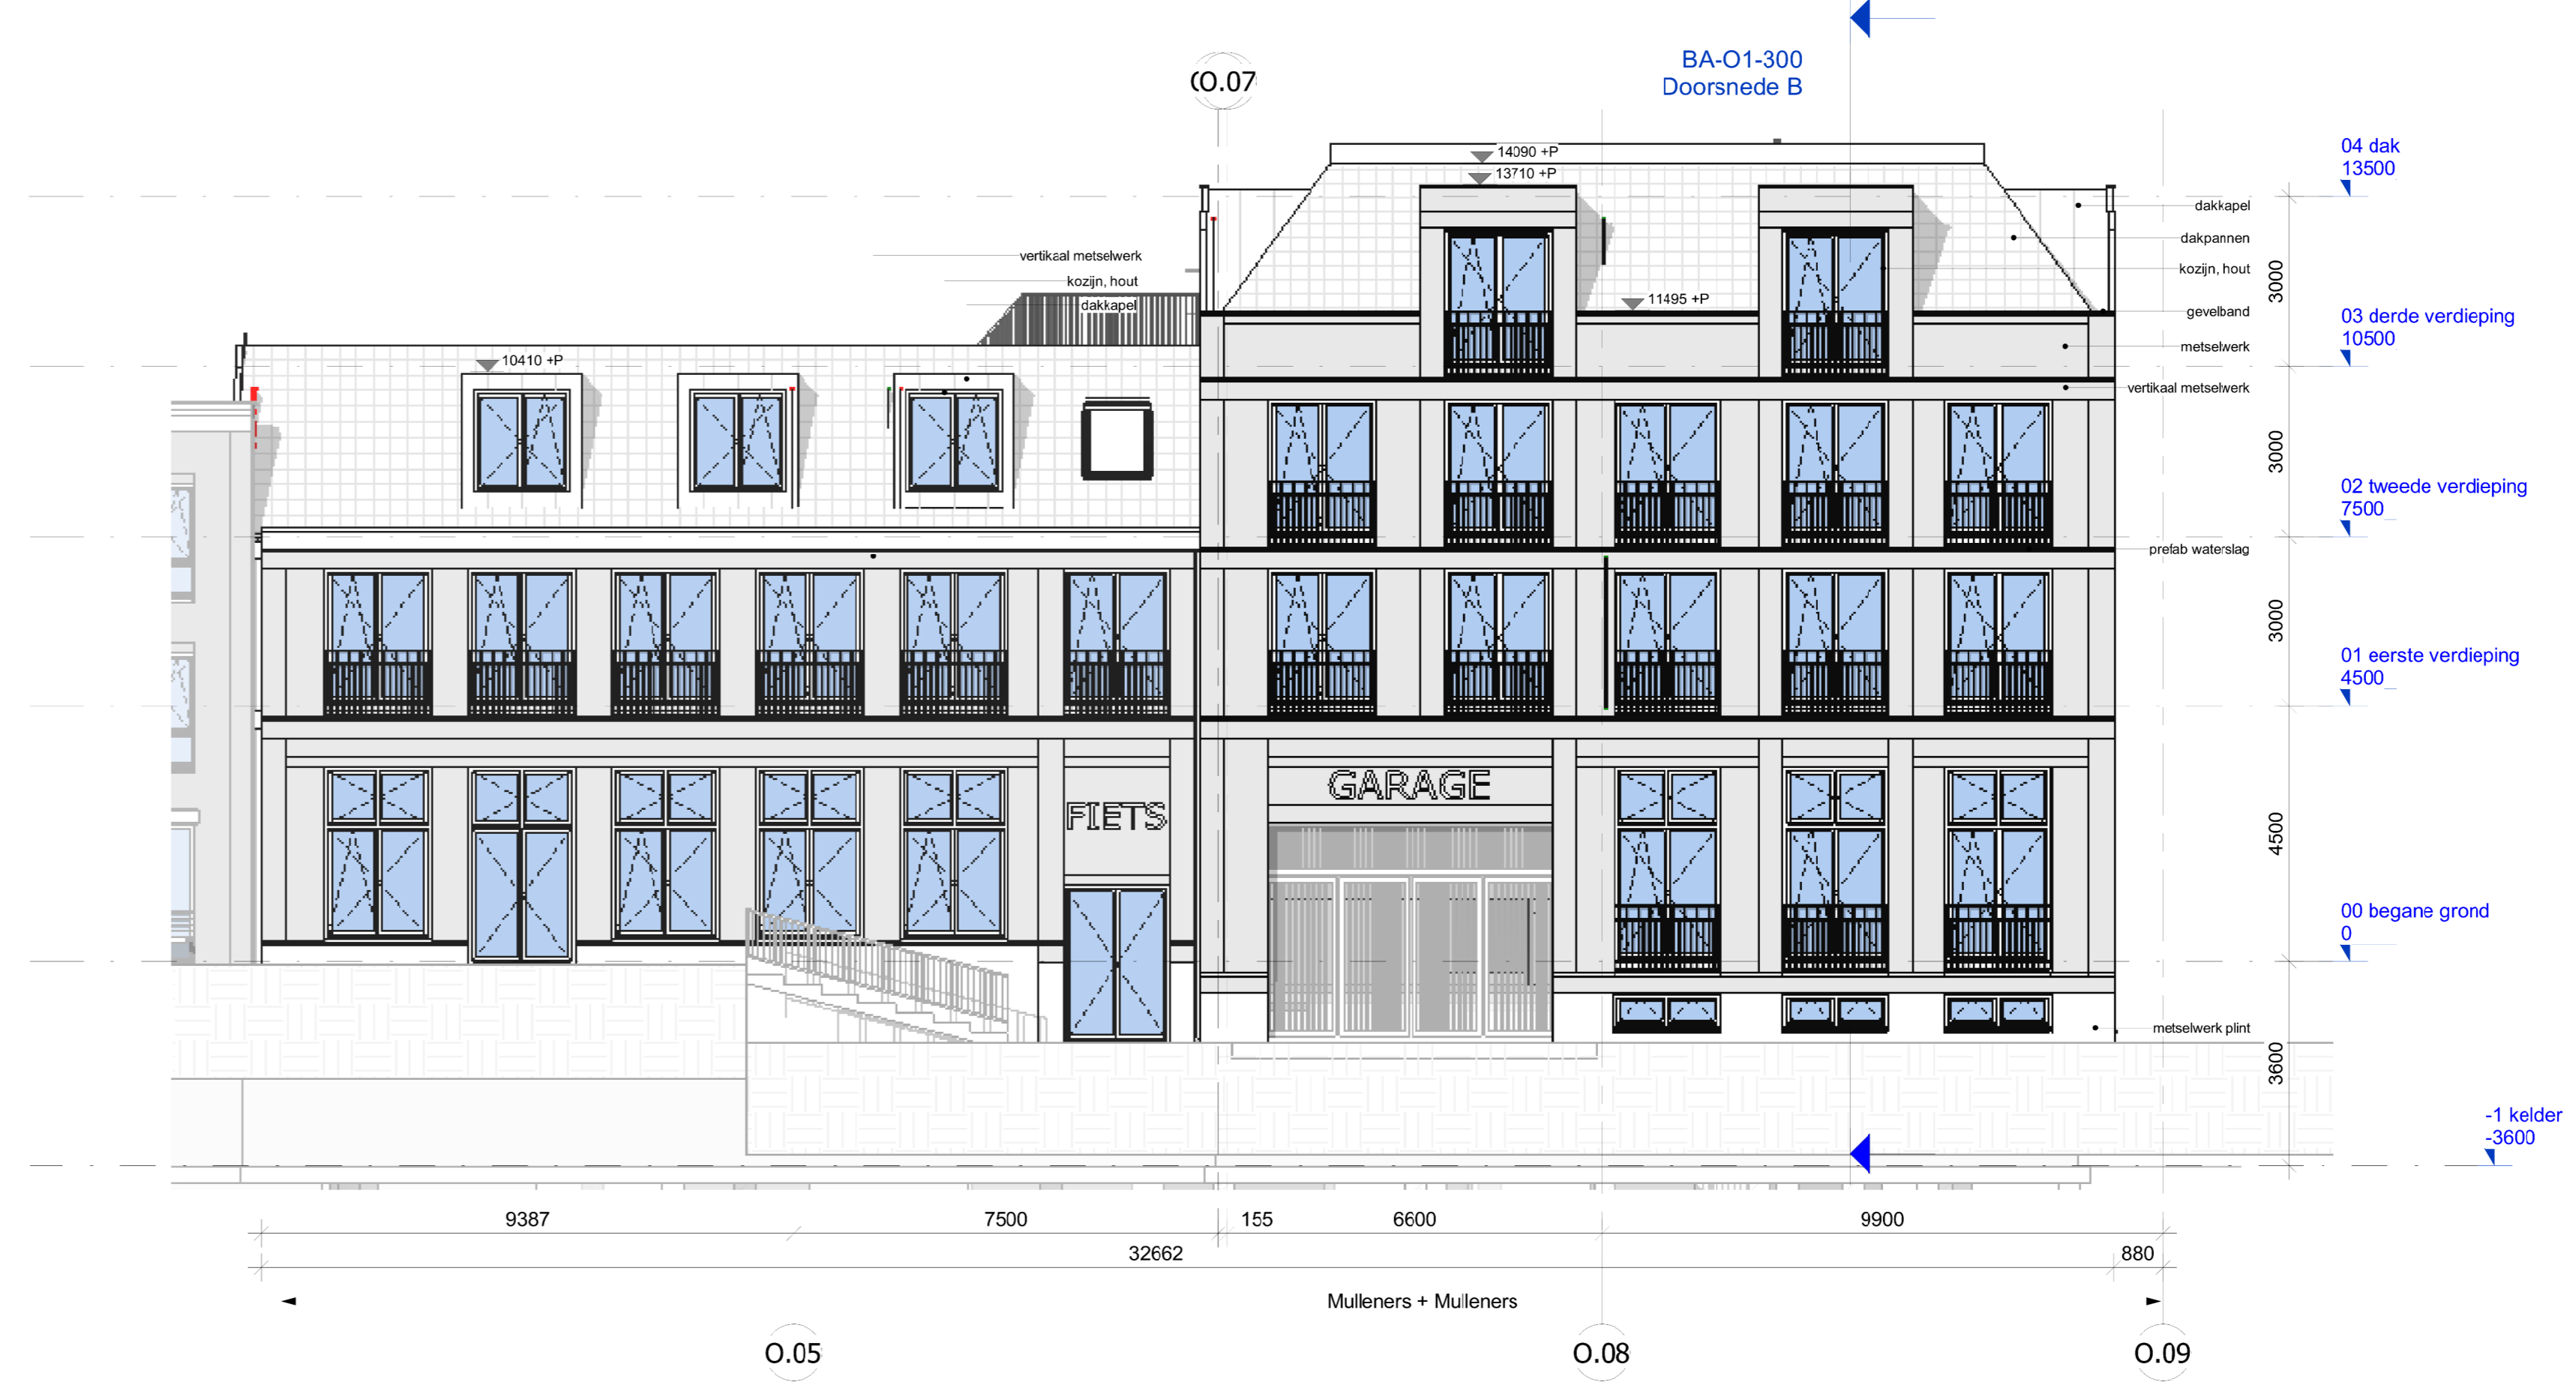 BA-O1-300
Doorsnede B
O.07
04 dak
13500
14090 +P
13710 +P
dakkapel
dakpannen
vertikaal metselwerk
kozijn, hout
kozijn, hout
3000
dakkapel
11495 +P
gevelband
03 derde verdieping
10500
metselwerk
10410 +P
vertikaal metselwerk
3000
02 tweede verdieping
7500
prefab waterslag
3000
01 eerste verdieping
4500
GARAGE
FIETS
4500
00 begane grond
0
metselwerk plint
3600
-1 kelder
-3600
9387
7500
155
6600
9900
32662
880
Mulleners + Mulleners
O.05
O.08
O.09